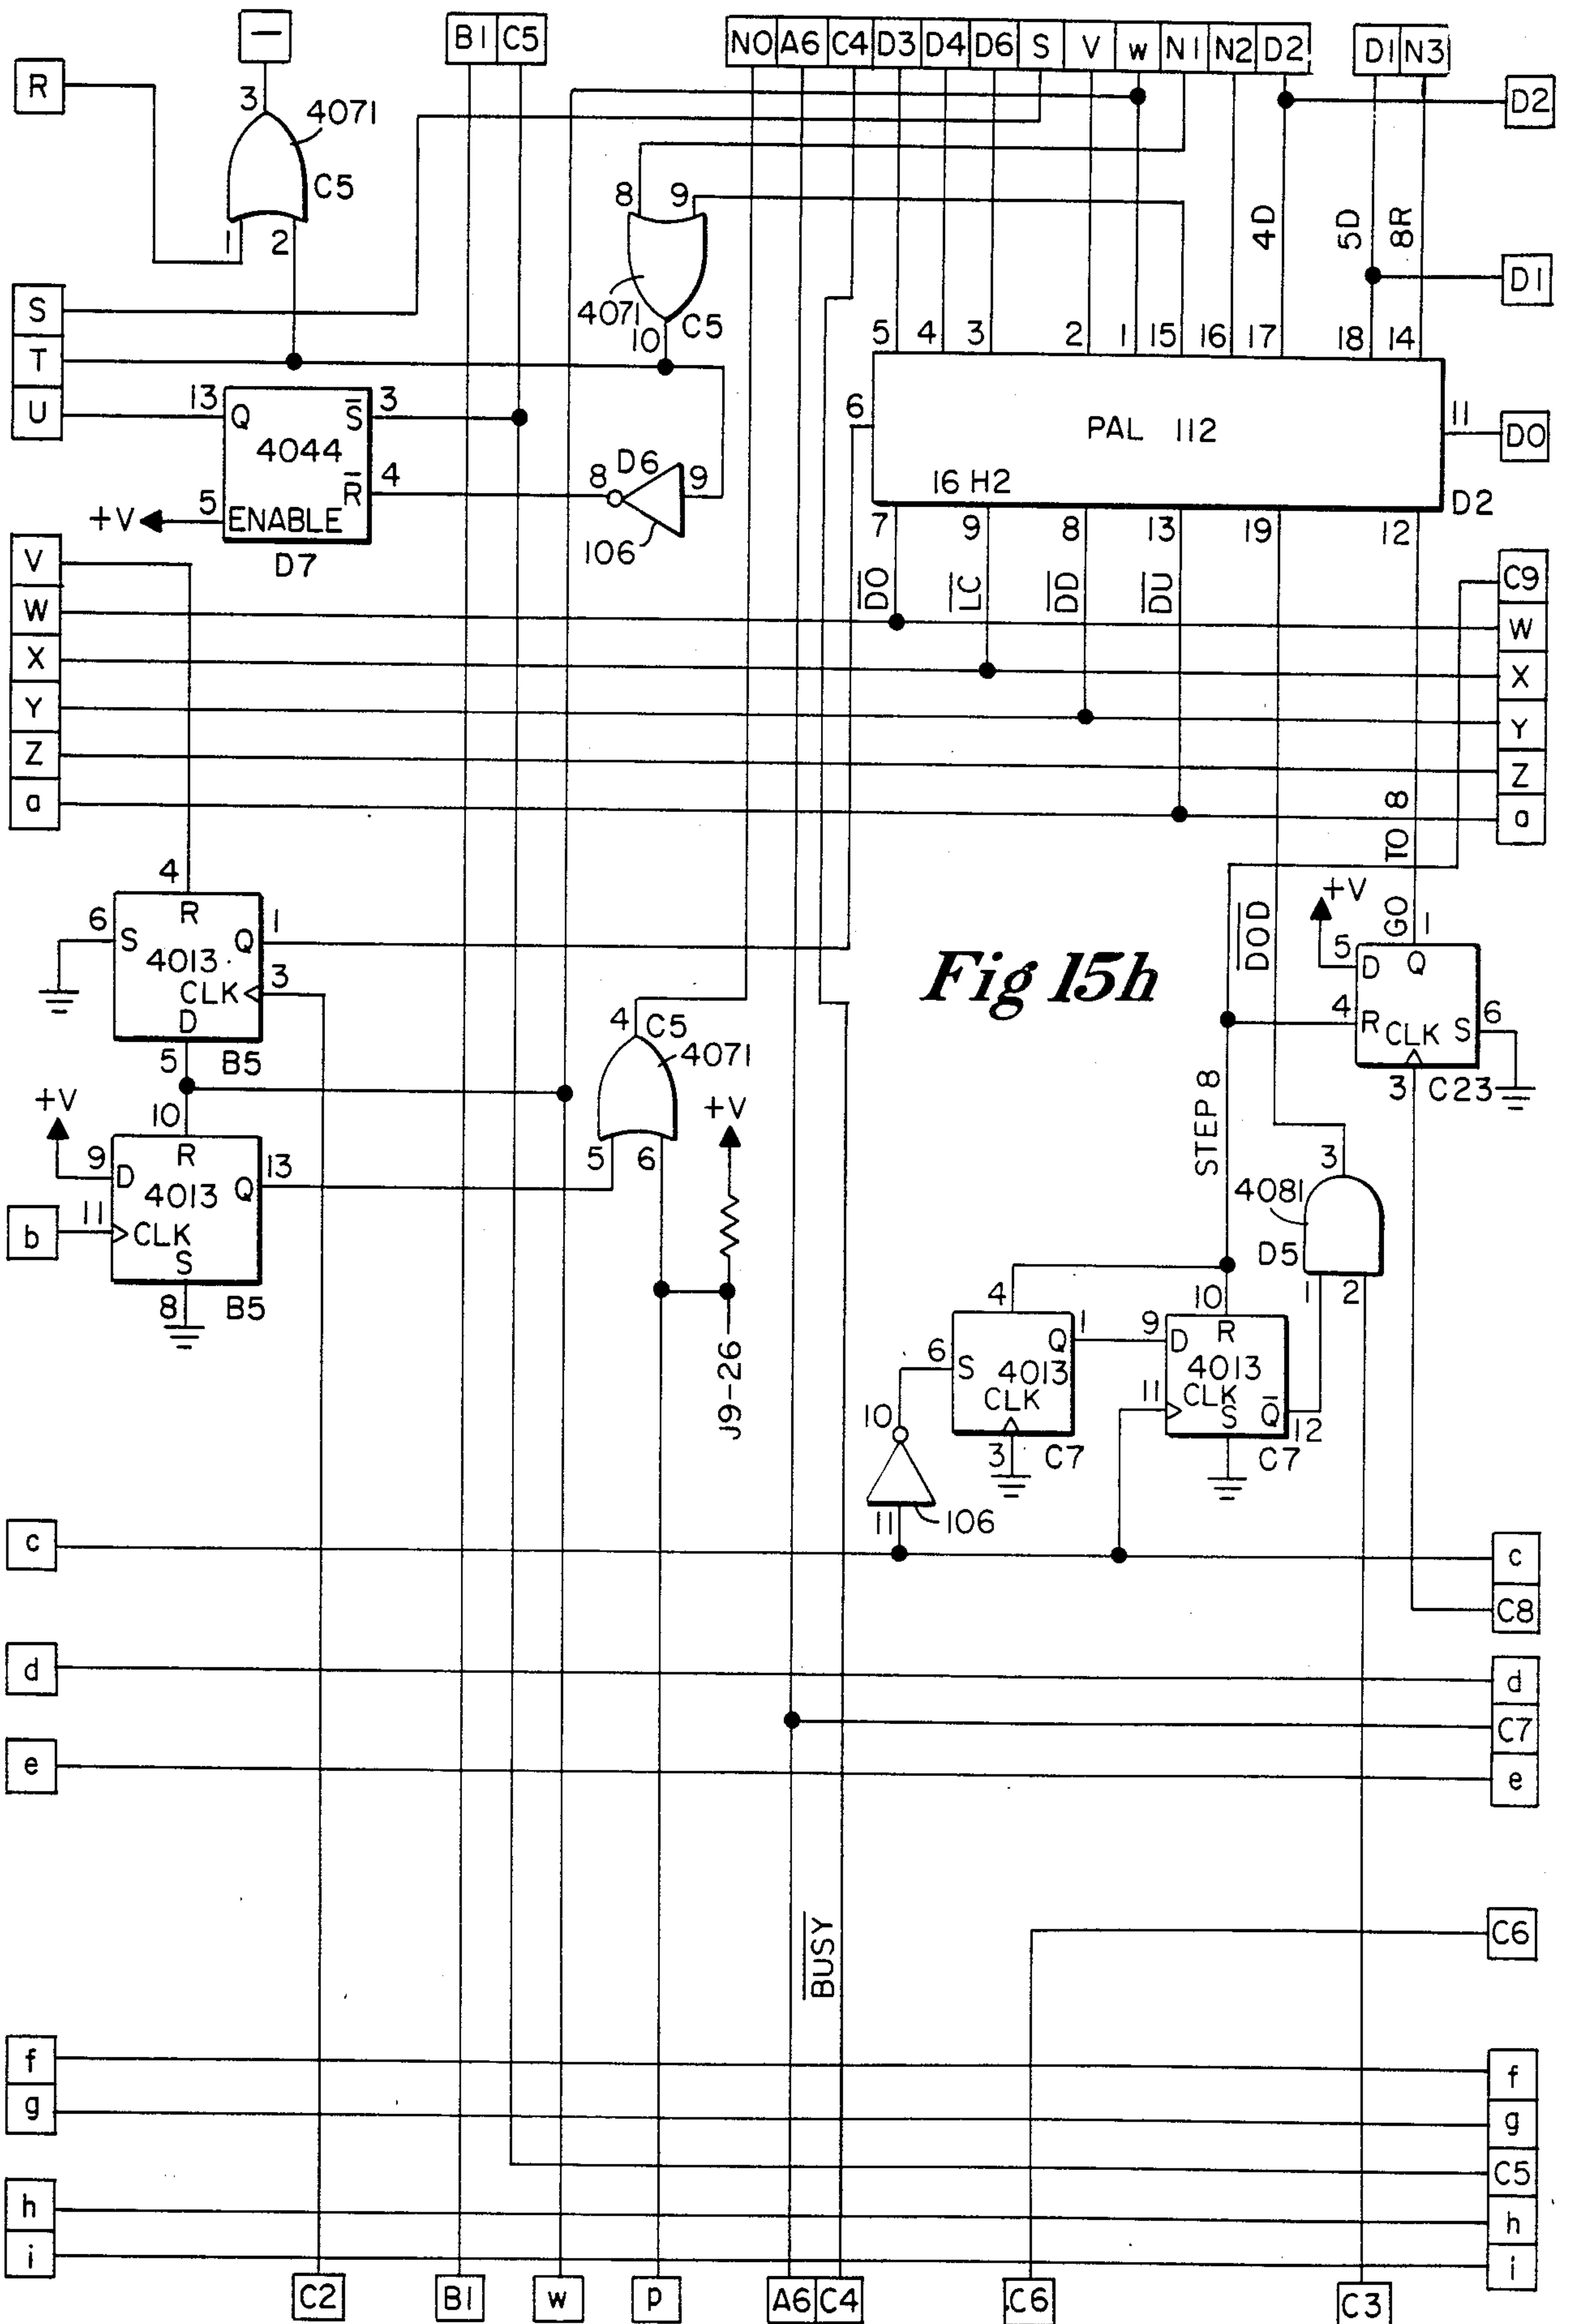 — B1 C5 N0 A6 C4 D3 D4 D6 S V w N1 N2 D2 D1 N3
R
3 4071
D2
C5
8 9
1 2
4D 5D 8R
D1
S
4071 C5
10
5 4 3 2 1 15 16 17 18 14
T
U
13 Q S̅ 3
6
PAL 112
11 D0
4044
D6
8 9
R̅ 4
16 H2
D2
5
+V ENABLE
106
7 9 8 13 19 12
D7
V
C9
D̅O̅ L̅C̅ D̅D̅ D̅U̅
W W
X X
Y Y
Z Z
a a
GO TO 8
4
R
+V
6 S Q 1
4013
D̅O̅D̅
1
5 D Q
Fig 15h
CLK 3
D
4 C5
4 R CLK S 6
5 B5
4071
3 C23
+V
10
+V
R
9 D Q 13
5 6
STEP 8
3
4013
4081
b 11 CLK
S
D5
8 B5
4 10 1 2
J9-26
6 S Q 1 9 D R
4013 4013
CLK 11 CLK
10 S Q̅ 12
3 C7 C7
11 106
c c
C8
d d
C7
e e
B̅U̅S̅Y̅
C6
f f
g g
C5
h h
i i
C2 B1 w p A6 C4 C6 C3